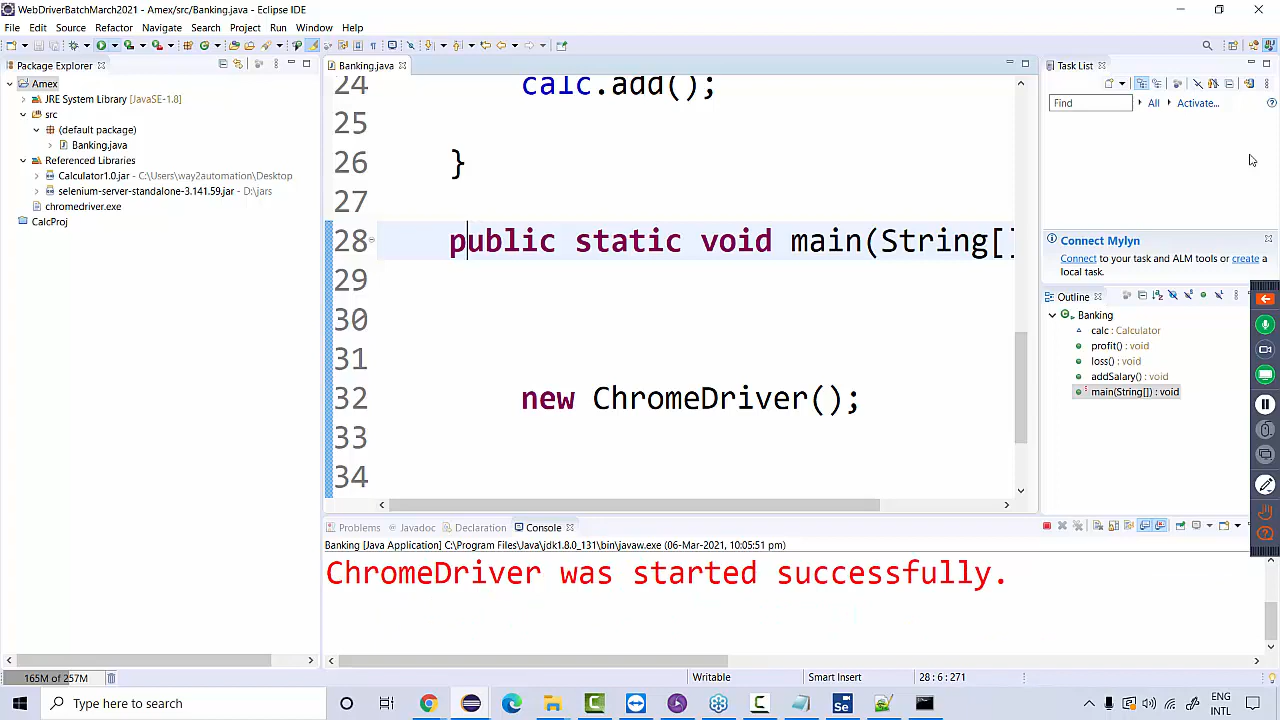 WebDriverBatchMarch2021 - Amex/src/Banking.java - Eclipse IDE
File Edit Source Refactor Navigate Search Project Run Window Help
Package Explorer
Amex
JRE System Library [JavaSE-1.8]
src
(default package)
Banking.java
Referenced Libraries
Calculator1.0.jar - C:\Users\way2automation\Desktop
selenium-server-standalone-3.141.59.jar - D:\jars
chromedriver.exe
CalcProj
Banking.java
24 calc.add();
25
26 }
27
28 public static void main(String[]
29
30
31
32 new ChromeDriver();
33
34
Task List
Find All Activate...
Connect Mylyn
Connect to your task and ALM tools or create a
local task.
Outline
Banking
calc : Calculator
profit() : void
loss() : void
addSalary() : void
main(String[]) : void
Problems Javadoc Declaration Console
Banking [Java Application] C:\Program Files\Java\jdk1.8.0_131\bin\javaw.exe (06-Mar-2021, 10:05:51 pm)
ChromeDriver was started successfully.
165M of 257M
Writable Smart Insert 28 : 6 : 271
Type here to search
Se
ENG
INTL